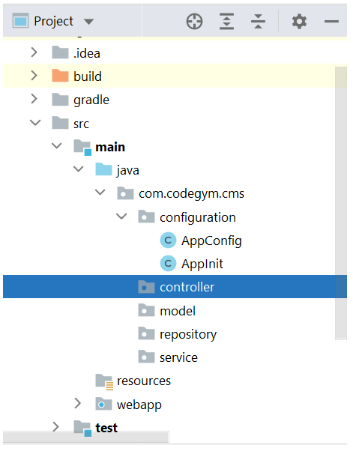 Project
.idea
build
gradle
src
main
java
com.codegym.cms
configuration
C AppConfig
C AppInit
controller
model
repository
service
resources
webapp
test